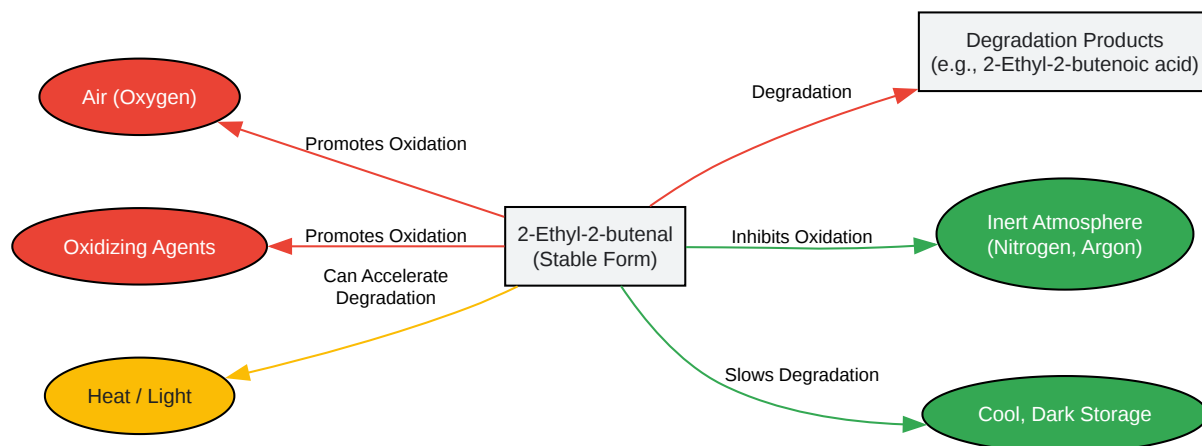 Degradation Products
(e.g., 2-Ethyl-2-butenoic acid)
Air (Oxygen)
Degradation
Promotes Oxidation
2-Ethyl-2-butenal
(Stable Form)
Inert Atmosphere
(Nitrogen, Argon)
Oxidizing Agents
Promotes Oxidation
Inhibits Oxidation
Can Accelerate
Degradation
Heat / Light
Slows Degradation
Cool, Dark Storage